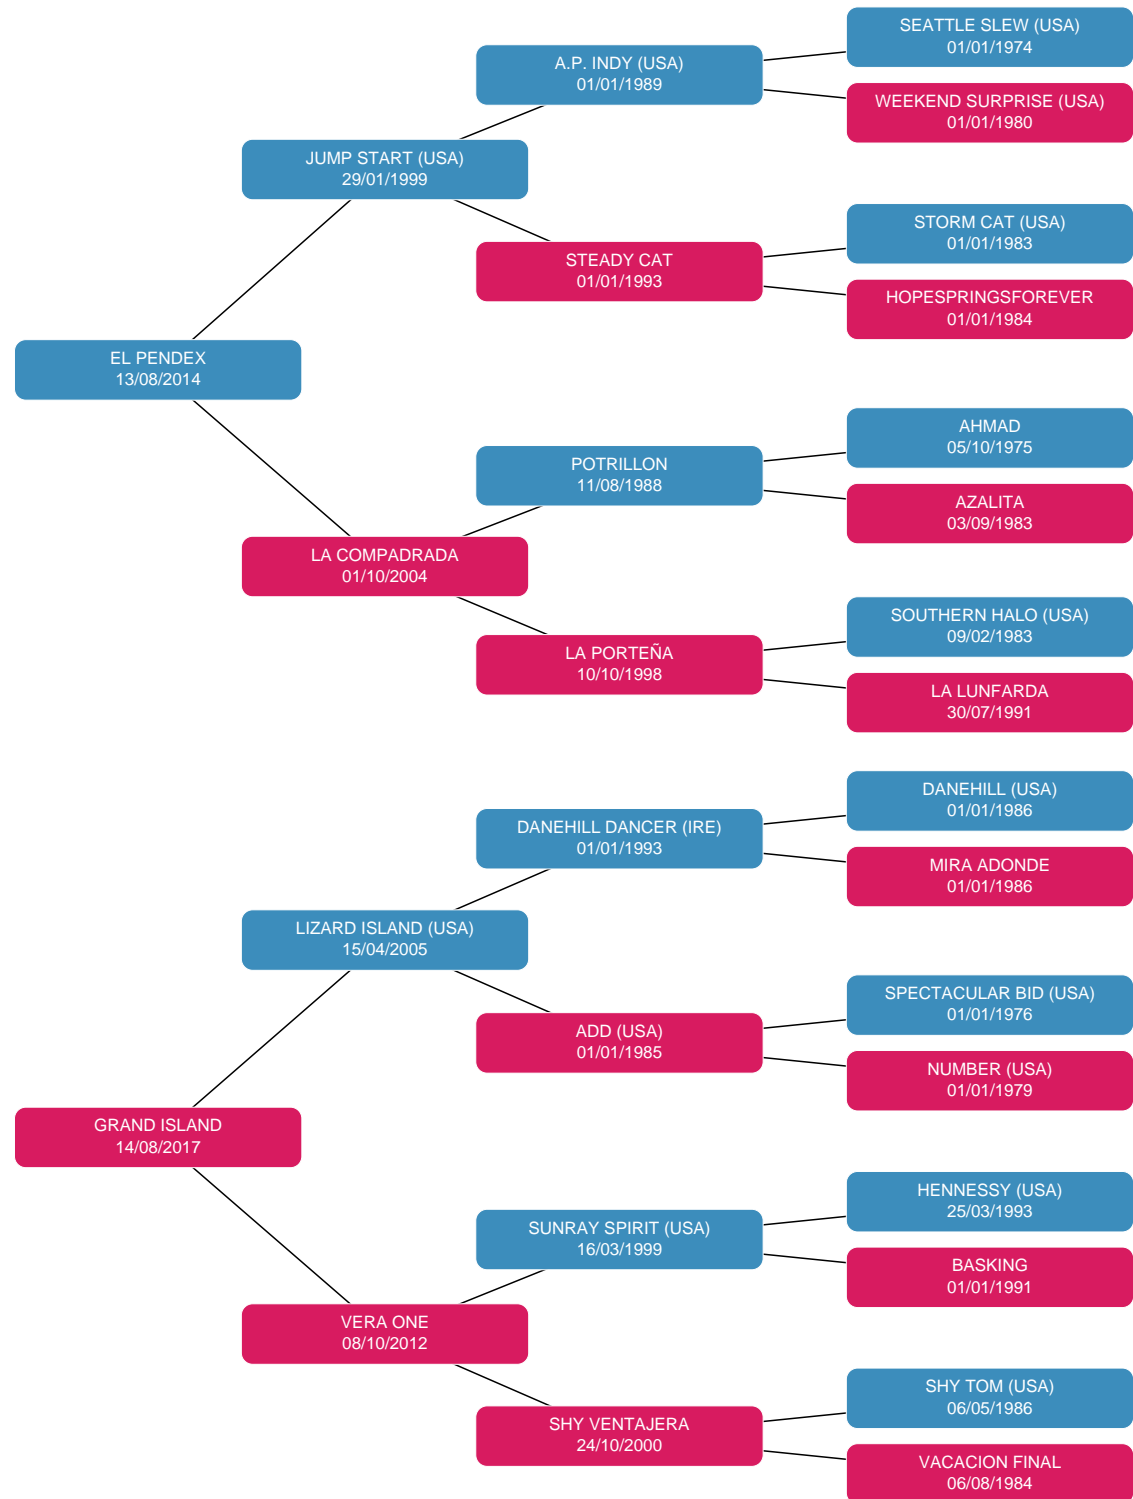 SEATTLE SLEW (USA)
01/01/1974
A.P. INDY (USA)
01/01/1989
WEEKEND SURPRISE (USA)
01/01/1980
JUMP START (USA)
29/01/1999
STORM CAT (USA)
01/01/1983
STEADY CAT
01/01/1993
HOPESPRINGSFOREVER
01/01/1984
EL PENDEX
13/08/2014
AHMAD
05/10/1975
POTRILLON
11/08/1988
AZALITA
03/09/1983
LA COMPADRADA
01/10/2004
SOUTHERN HALO (USA)
09/02/1983
LA PORTEÑA
10/10/1998
LA LUNFARDA
30/07/1991
DANEHILL (USA)
01/01/1986
DANEHILL DANCER (IRE)
01/01/1993
MIRA ADONDE
01/01/1986
LIZARD ISLAND (USA)
15/04/2005
SPECTACULAR BID (USA)
01/01/1976
ADD (USA)
01/01/1985
NUMBER (USA)
01/01/1979
GRAND ISLAND
14/08/2017
HENNESSY (USA)
25/03/1993
SUNRAY SPIRIT (USA)
16/03/1999
BASKING
01/01/1991
VERA ONE
08/10/2012
SHY TOM (USA)
06/05/1986
SHY VENTAJERA
24/10/2000
VACACION FINAL
06/08/1984